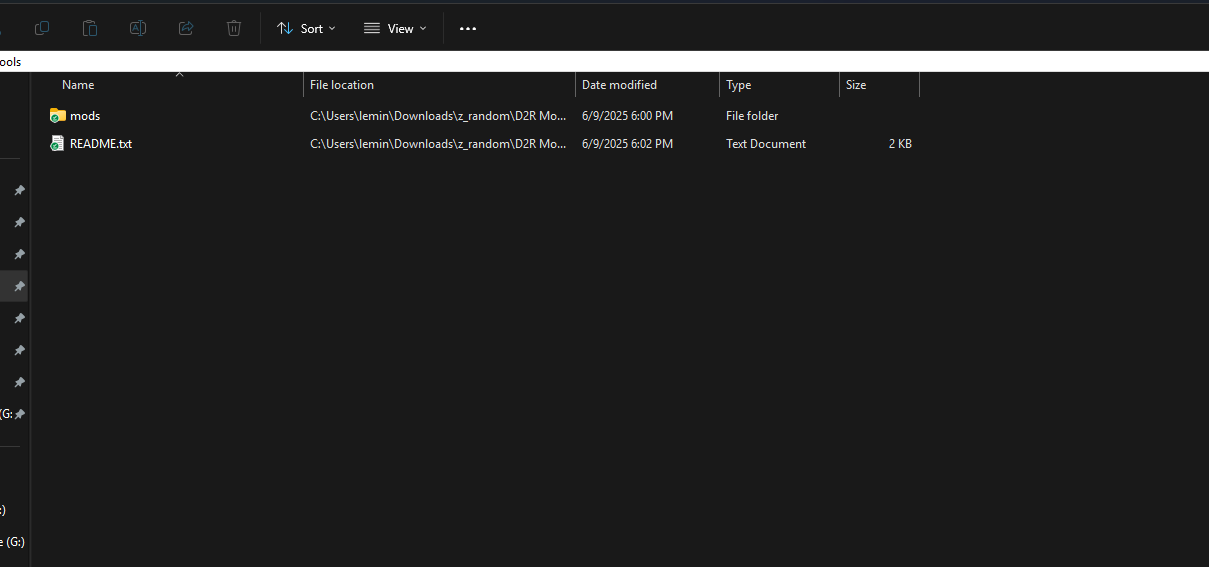 Sort View
ools
Name File location Date modified Type Size
mods C:\Users\lemin\Downloads\z_random\D2R Mo... 6/9/2025 6:00 PM File folder
README.txt C:\Users\lemin\Downloads\z_random\D2R Mo... 6/9/2025 6:02 PM Text Document 2 KB
(G:
:)
e (G:)